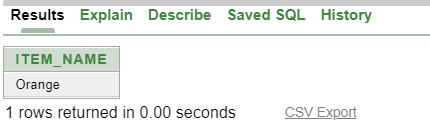 Results Explain Describe Saved SQL History
ITEM_NAME
Orange
1 rows returned in 0.00 seconds CSV Export